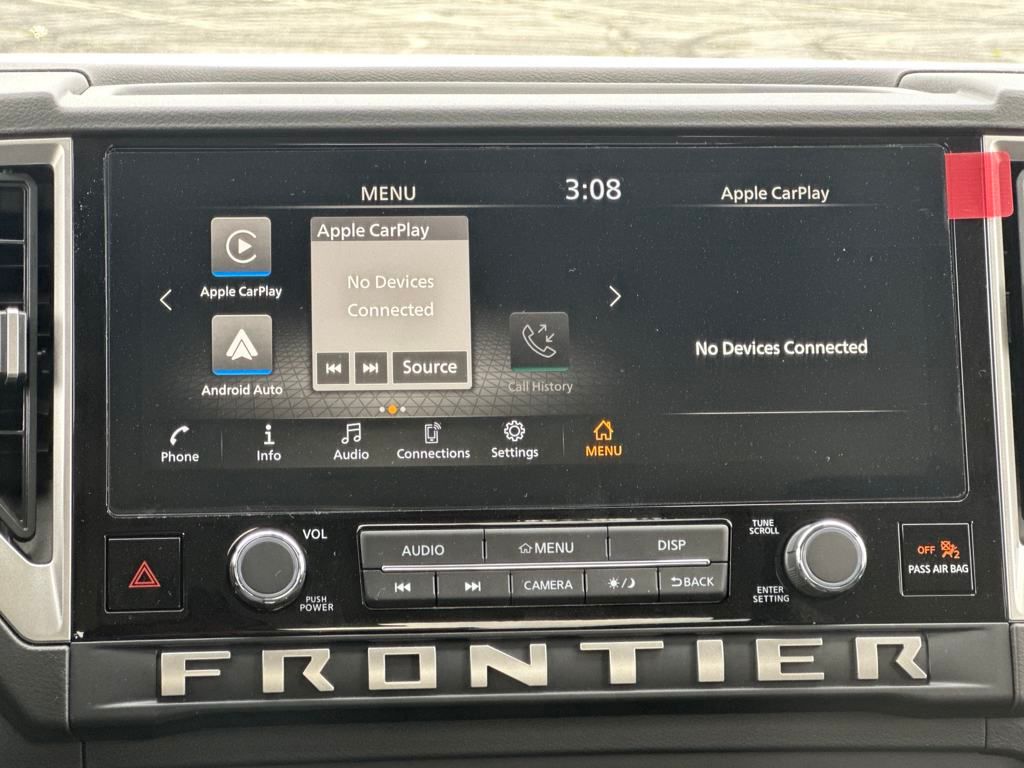 MENU
3:08
Apple CarPlay
Apple CarPlay
Apple CarPlay
No Devices
Connected
Source
Android Auto
Call History
No Devices Connected
Phone
Info
Audio
Connections
Settings
MENU
VOL
PUSH
POWER
AUDIO
MENU
DISP
CAMERA
BACK
TUNE
SCROLL
ENTER
SETTING
OFF
2
PASS AIR BAG
FRONTIER